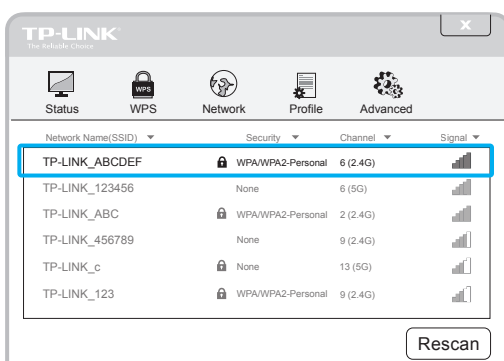 TP-LINK®
The Reliable Choice
X
WPS
Status WPS Network Profile Advanced
Network Name(SSID) Security Channel Signal
TP-LINK_ABCDEF WPA/WPA2-Personal 6 (2.4G)
TP-LINK_123456 None 6 (5G)
TP-LINK_ABC WPA/WPA2-Personal 2 (2.4G)
TP-LINK_456789 None 9 (2.4G)
TP-LINK_c None 13 (5G)
TP-LINK_123 WPA/WPA2-Personal 9 (2.4G)
Rescan